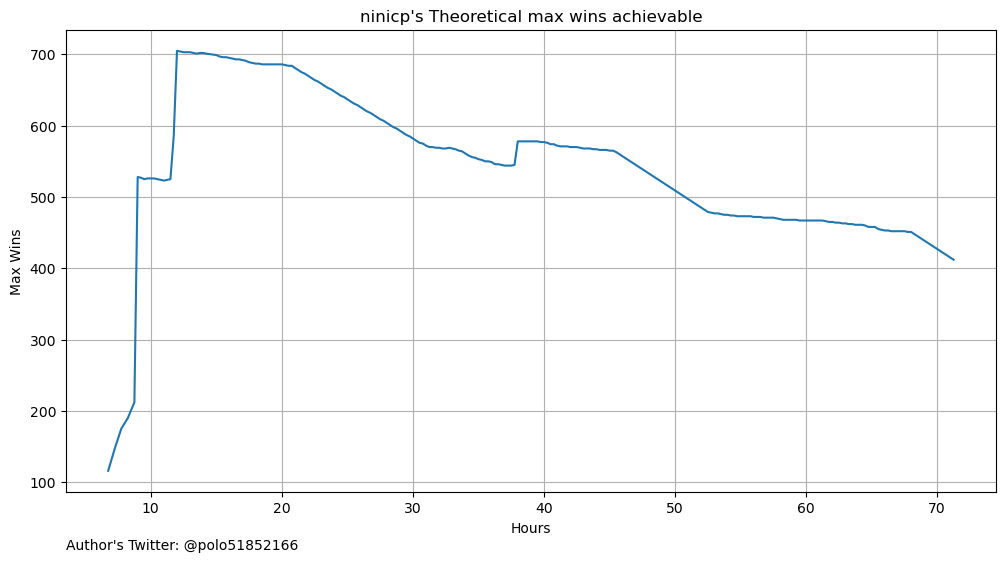 ninicp's Theoretical max wins achievable
700
600
500
400
300
200
100
Max Wins
10 20 30 40 50 60 70
Hours
Author's Twitter: @polo51852166